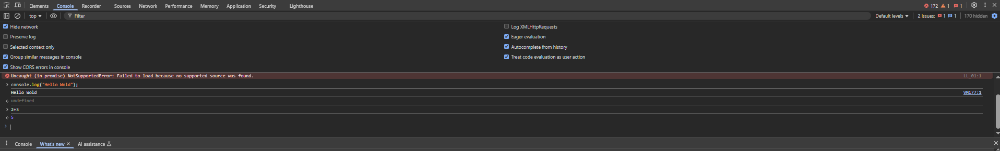 Elements Console Recorder Sources Network Performance Memory Application Security Lighthouse 172 1 1
top Filter Default levels 2 Issues: 1 1 170 hidden
Hide network Log XMLHttpRequests
Preserve log Eager evaluation
Selected context only Autocomplete from history
Group similar messages in console Treat code evaluation as user action
Show CORS errors in console
Uncaught (in promise) NotSupportedError: Failed to load because no supported source was found. LL_01:1
> console.log("Hello Wold");
Hello Wold VM177:1
undefined
> 2+3
5
>
Console What's new AI assistance